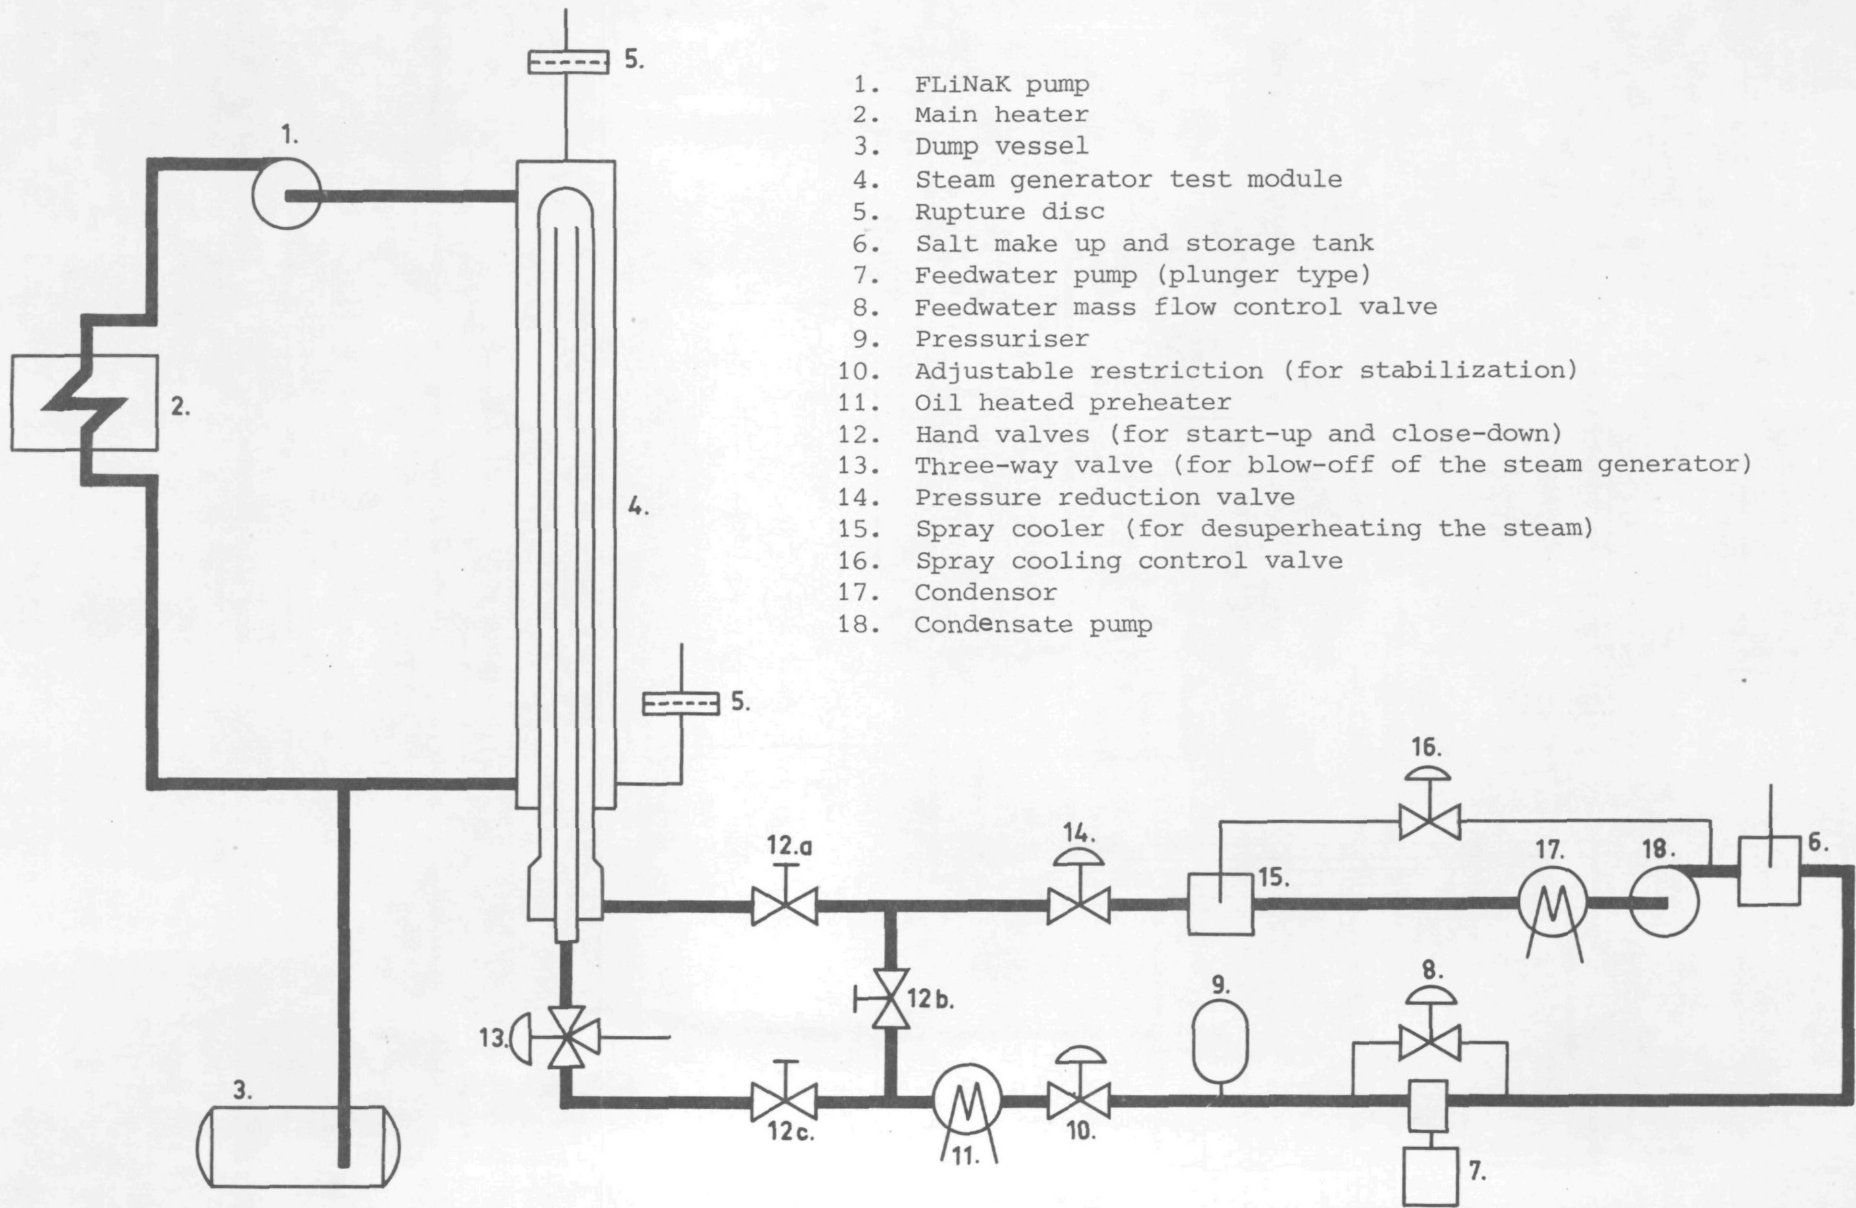 5.
1.
1. FLiNaK pump
2. Main heater
3. Dump vessel
4. Steam generator test module
5. Rupture disc
6. Salt make up and storage tank
7. Feedwater pump (plunger type)
8. Feedwater mass flow control valve
9. Pressuriser
10. Adjustable restriction (for stabilization)
11. Oil heated preheater
12. Hand valves (for start-up and close-down)
13. Three-way valve (for blow-off of the steam generator)
14. Pressure reduction valve
15. Spray cooler (for desuperheating the steam)
16. Spray cooling control valve
17. Condensor
18. Condensate pump
2.
4.
5.
16.
12.a
14.
17.
18.
6.
15.
8.
9.
12b.
13.
3.
12c.
11.
10.
7.